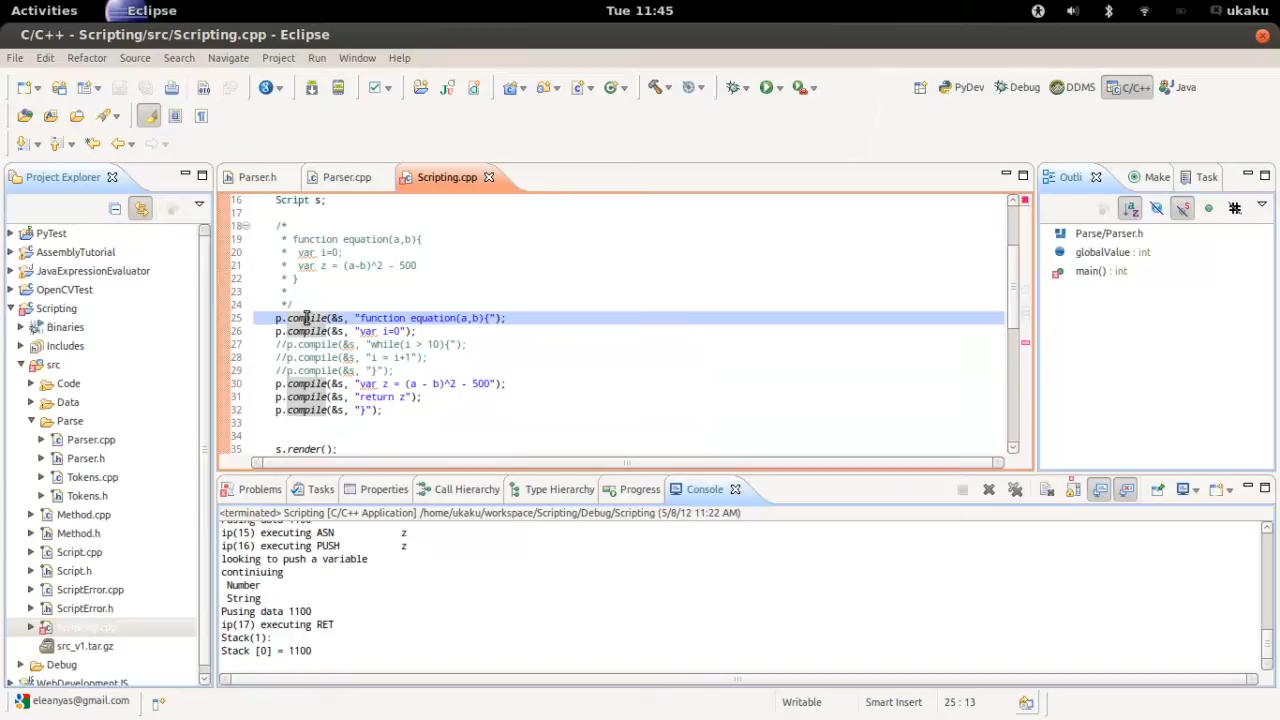 Activities Eclipse Tue 11:45 ukaku
C/C++ - Scripting/src/Scripting.cpp - Eclipse
File Edit Refactor Source Search Navigate Project Run Window Help
PyDev Debug DDMS C/C++ Java
Project Explorer
PyTest
AssemblyTutorial
JavaExpressionEvaluator
OpenCVTest
Scripting
Binaries
Includes
src
Code
Data
Parse
Parser.cpp
Parser.h
Tokens.cpp
Tokens.h
Method.cpp
Method.h
Script.cpp
Script.h
ScriptError.cpp
ScriptError.h
Scripting.cpp
src_v1.tar.gz
Debug
WebDevelopmentJS
Parser.h Parser.cpp Scripting.cpp
16 Script s;
17
18 /*
19 * function equation(a,b){
20 * var i=0;
21 * var z = (a-b)^2 - 500
22 * }
23 *
24 */
25 p.compile(&s, "function equation(a,b){");
26 p.compile(&s, "var i=0");
27 //p.compile(&s, "while(i > 10){");
28 //p.compile(&s, "i = i+1");
29 //p.compile(&s, "}");
30 p.compile(&s, "var z = (a - b)^2 - 500");
31 p.compile(&s, "return z");
32 p.compile(&s, "}");
33
34
35 s.render();
Outli Make Task
Parse/Parser.h
globalValue : int
main() : int
Problems Tasks Properties Call Hierarchy Type Hierarchy Progress Console
<terminated> Scripting [C/C++ Application] /home/ukaku/workspace/Scripting/Debug/Scripting (5/8/12 11:22 AM)
Pusing data 1100
ip(15) executing ASN z
ip(16) executing PUSH z
looking to push a variable
continiuing
Number
String
Pusing data 1100
ip(17) executing RET
Stack(1):
Stack [0] = 1100
eleanyas@gmail.com Writable Smart Insert 25 : 13